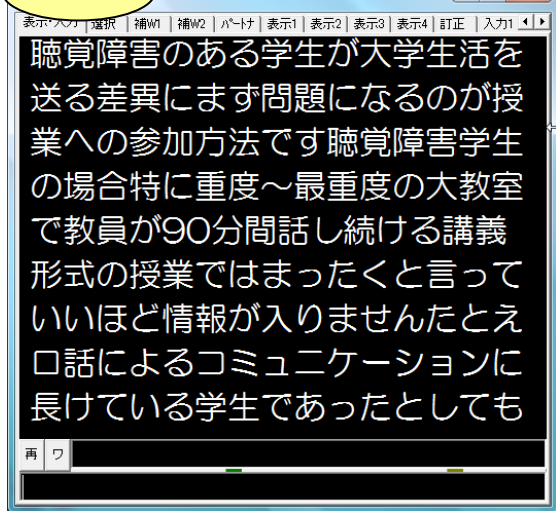 表示・入力 選択 補W1 補W2 パートナ 表示1 表示2 表示3 表示4 訂正 入力1
聴覚障害のある学生が大学生活を
送る差異にまず問題になるのが授
業への参加方法です聴覚障害学生
の場合特に重度～最重度の大教室
で教員が90分間話し続ける講義
形式の授業ではまったくと言って
いいほど情報が入りませんたとえ
口話によるコミュニケーションに
長けている学生であったとしても
再 ワ